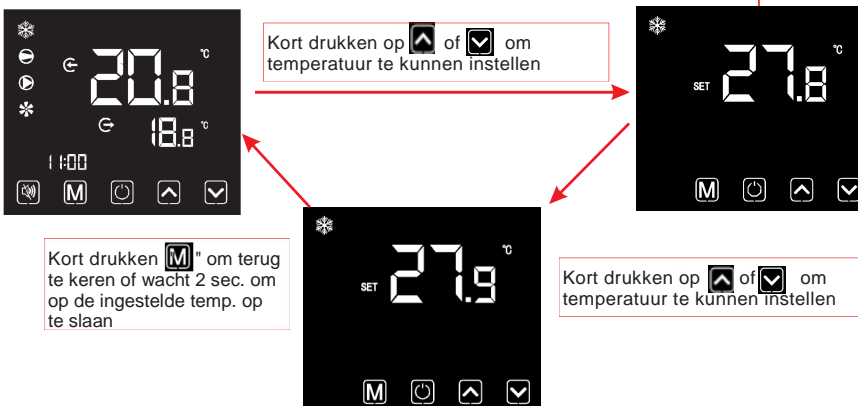 20.8 °C
18.8 °C
11:00
M
Kort drukken op of om
temperatuur te kunnen instellen
SET 27.8 °C
M
Kort drukken M " om terug
te keren of wacht 2 sec. om
op de ingestelde temp. op
te slaan
SET 27.9 °C
M
Kort drukken op of om
temperatuur te kunnen instellen